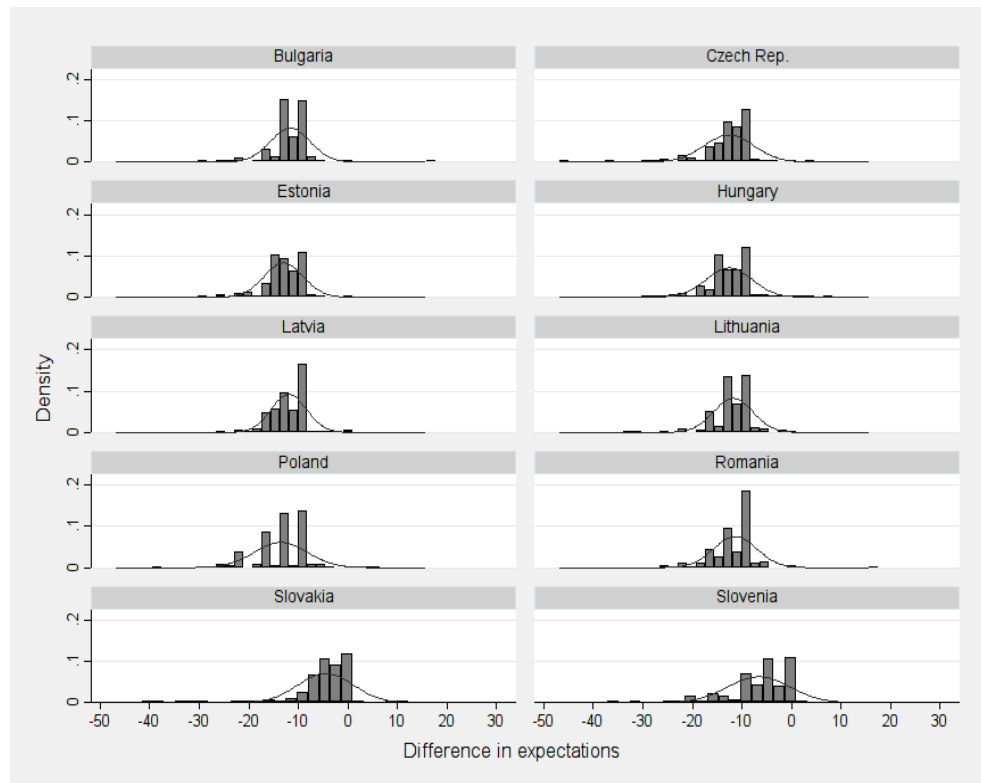 Bulgaria
Czech Rep.
0 .1 .2
Estonia
Hungary
0 .1 .2
Latvia
Lithuania
0 .1 .2
Poland
Romania
0 .1 .2
Slovakia
Slovenia
0 .1 .2
Density
-50 -40 -30 -20 -10 0 10 20 30
-50 -40 -30 -20 -10 0 10 20 30
Difference in expectations